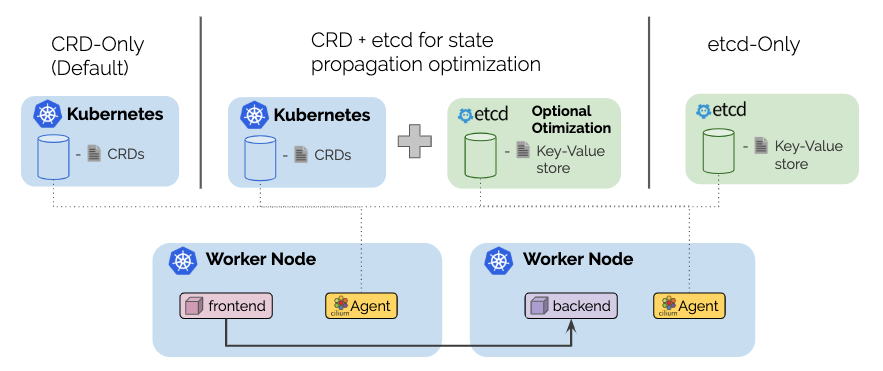 CRD-Only
(Default)
CRD + etcd for state
propagation optimization
etcd-Only
Kubernetes
- CRDs
Kubernetes
- CRDs
etcd
Optional
Otimization
- Key-Value
store
etcd
- Key-Value
store
Worker Node
frontend
cilium
Agent
Worker Node
backend
cilium
Agent